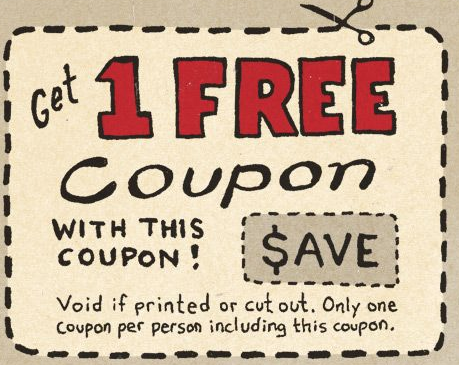 Get 1 FREE
Coupon
WITH THIS
COUPON!
$AVE
Void if printed or cut out. Only one
coupon per person including this coupon.